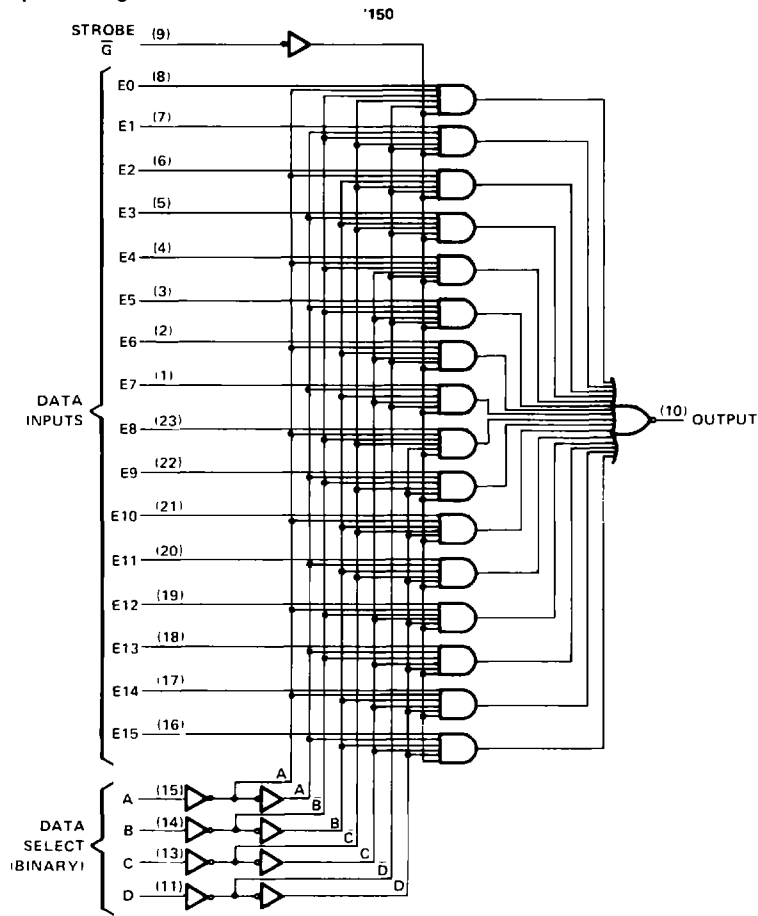 '150
STROBE
G̅ (9)
E0 (8)
E1 (7)
E2 (6)
E3 (5)
E4 (4)
E5 (3)
E6 (2)
E7 (1)
E8 (23)
E9 (22)
E10 (21)
E11 (20)
E12 (19)
E13 (18)
E14 (17)
E15 (16)
DATA
INPUTS
(10) OUTPUT
A (15) A A
B (14) B̅ B
C (13) C̅ C
D (11) D̅ D
DATA
SELECT
(BINARY)